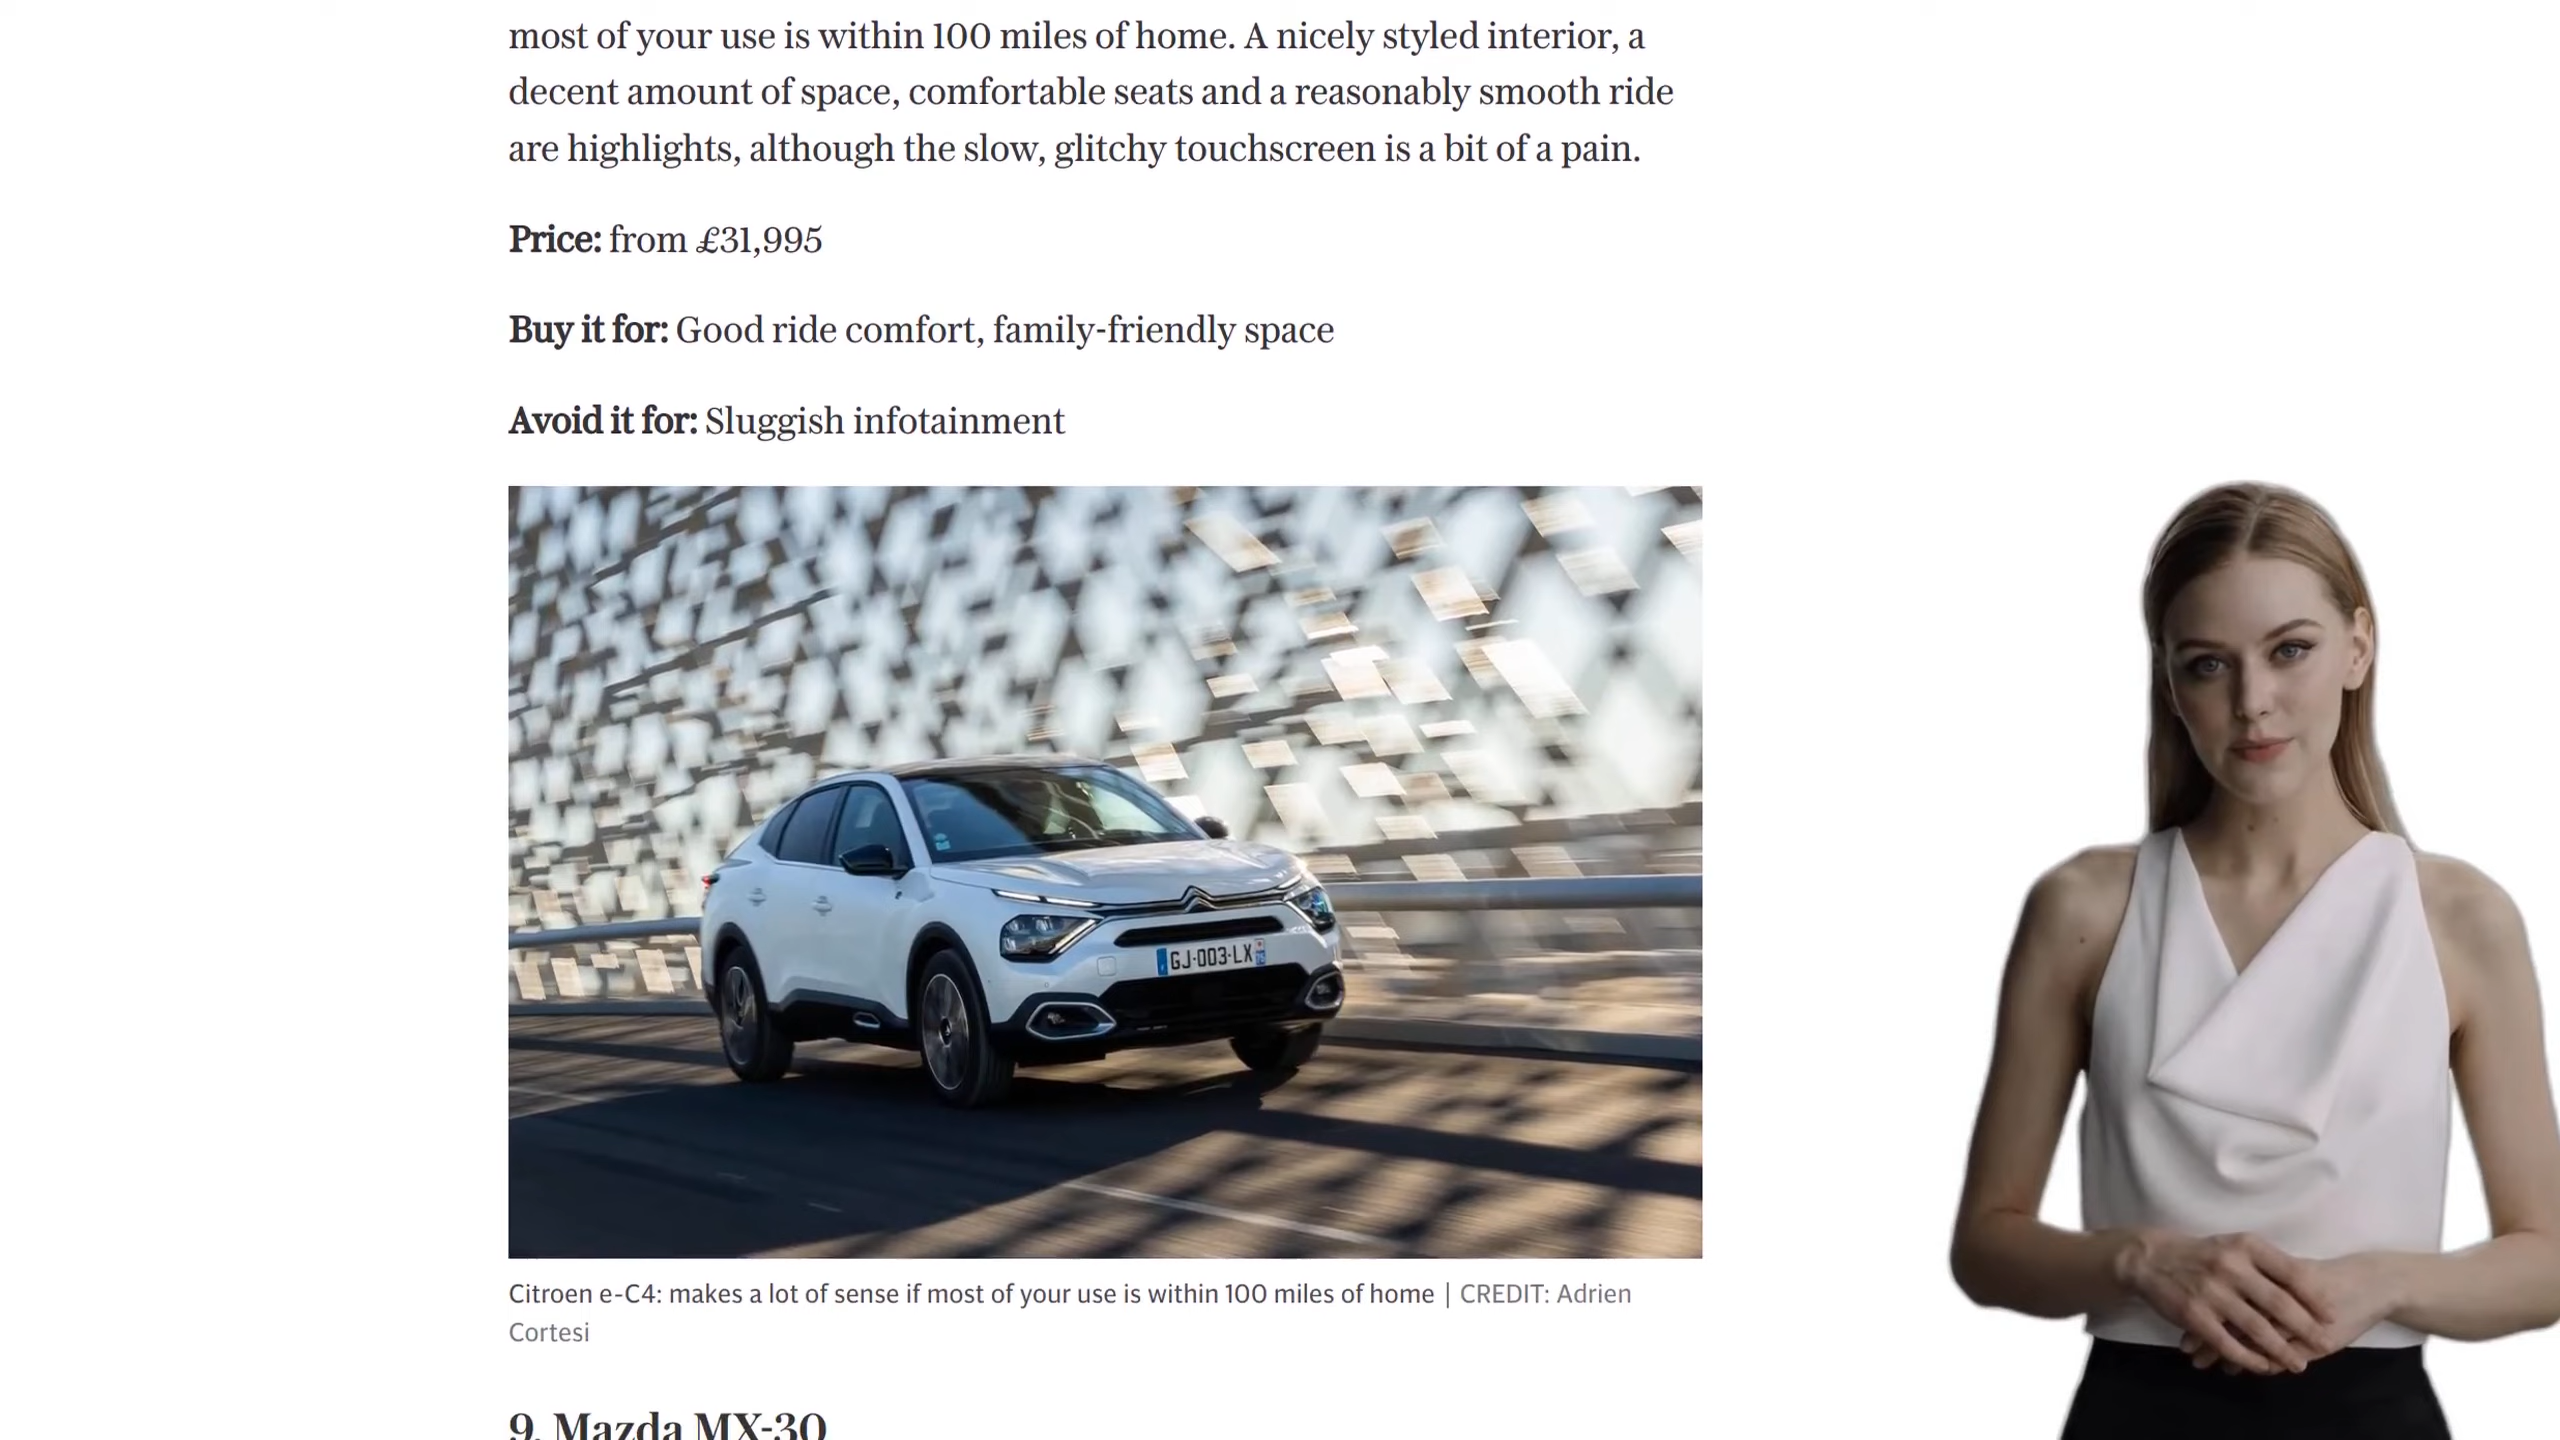 most of your use is within 100 miles of home. A nicely styled interior, a
decent amount of space, comfortable seats and a reasonably smooth ride
are highlights, although the slow, glitchy touchscreen is a bit of a pain.
Price: from £31,995
Buy it for: Good ride comfort, family-friendly space
Avoid it for: Sluggish infotainment
GJ-003-LX
Citroen e-C4: makes a lot of sense if most of your use is within 100 miles of home | CREDIT: Adrien
Cortesi
9. Mazda MX-30